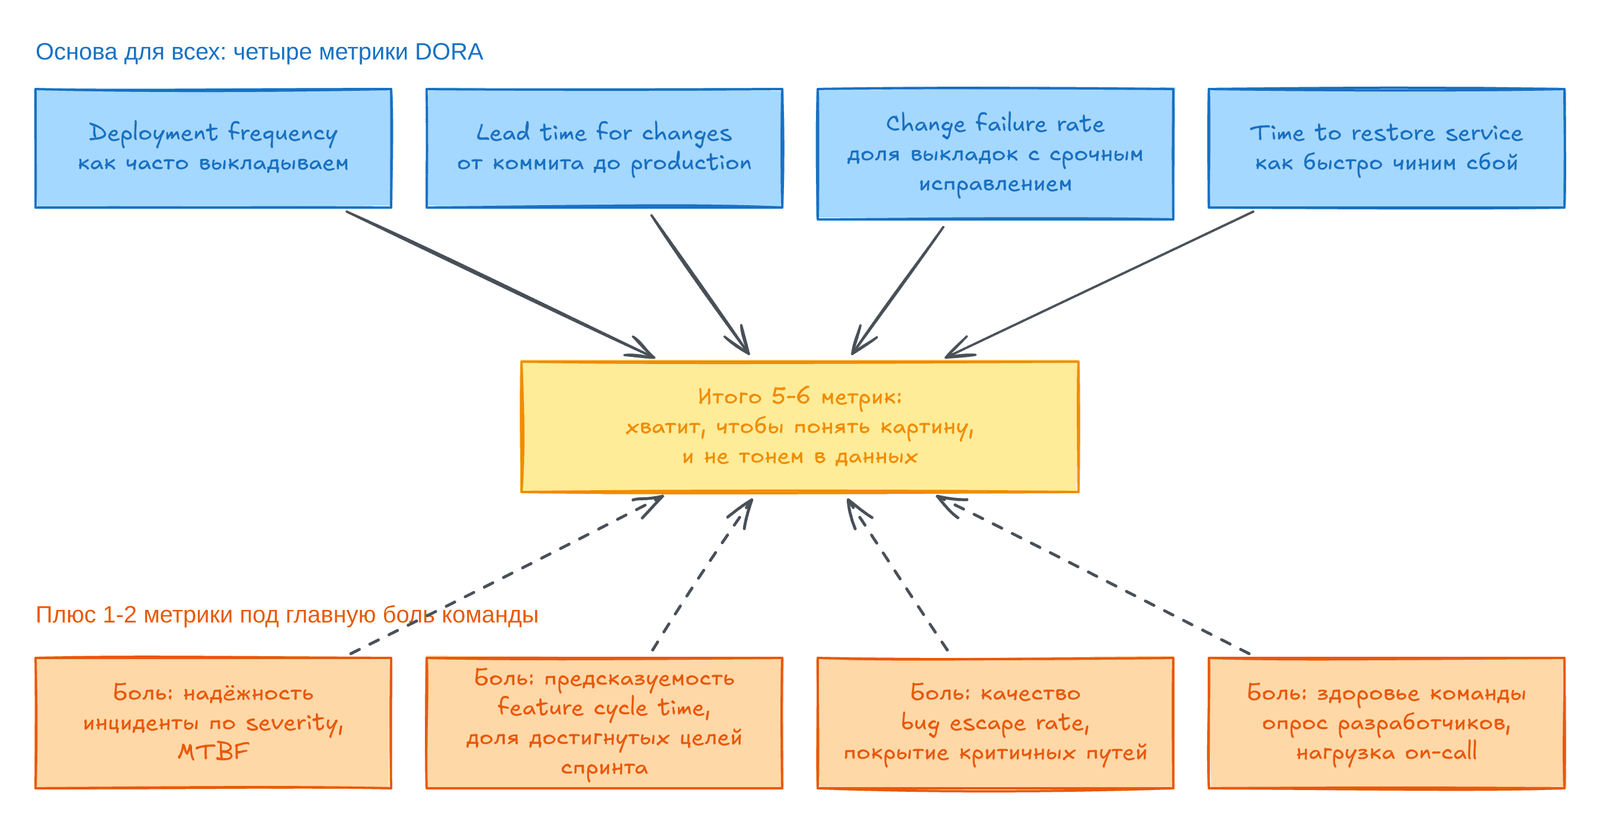 Основа для всех: четыре метрики DORA
Deployment frequency
как часто выкладываем
Lead time for changes
от коммита до production
Change failure rate
доля выкладок с срочным
исправлением
Time to restore service
как быстро чиним сбой
Итого 5-6 метрик:
хватит, чтобы понять картину,
и не тонем в данных
Плюс 1-2 метрики под главную боль команды
Боль: надёжность
инциденты по severity,
MTBF
Боль: предсказуемость
feature cycle time,
доля достигнутых целей
спринта
Боль: качество
bug escape rate,
покрытие критичных путей
Боль: здоровье команды
опрос разработчиков,
нагрузка on-call